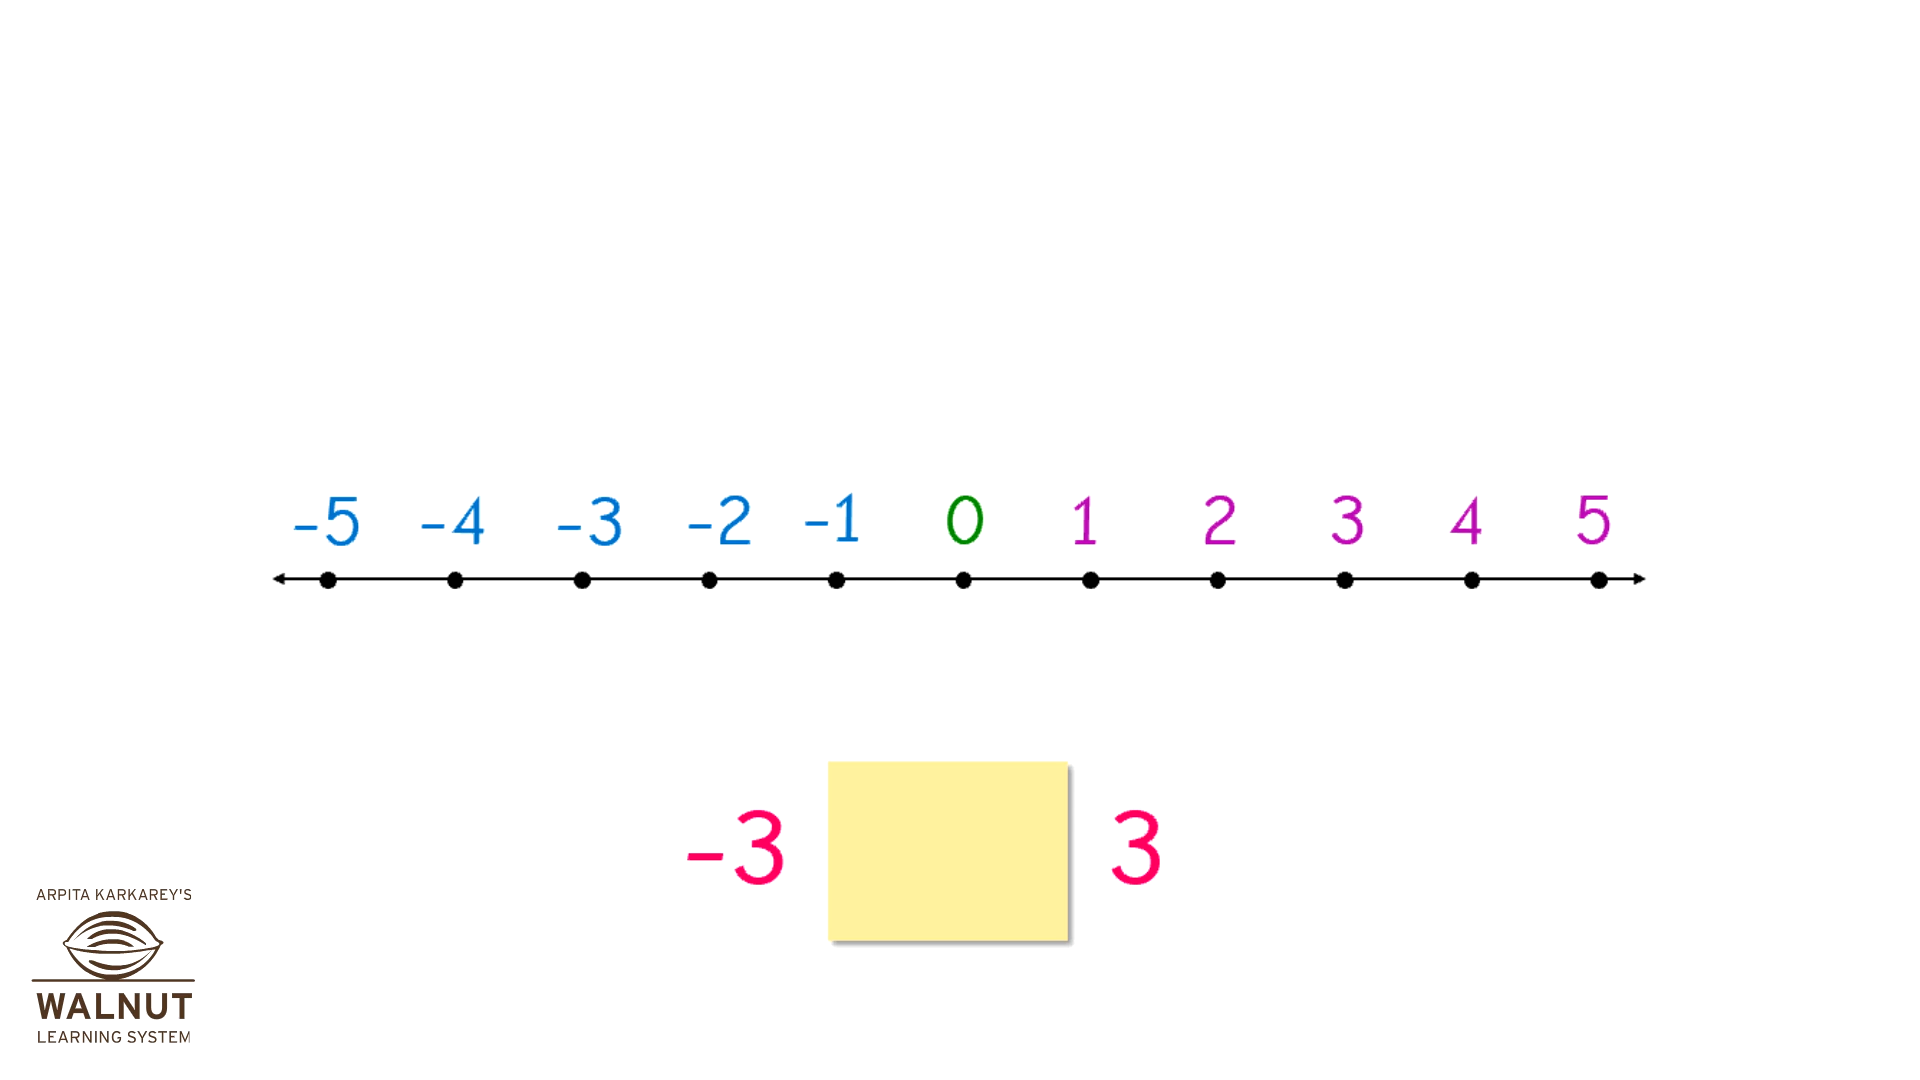 -5 -4 -3 -2 -1 0 1 2 3 4 5
-3 3
ARPITA KARKAREY'S
WALNUT
LEARNING SYSTEM